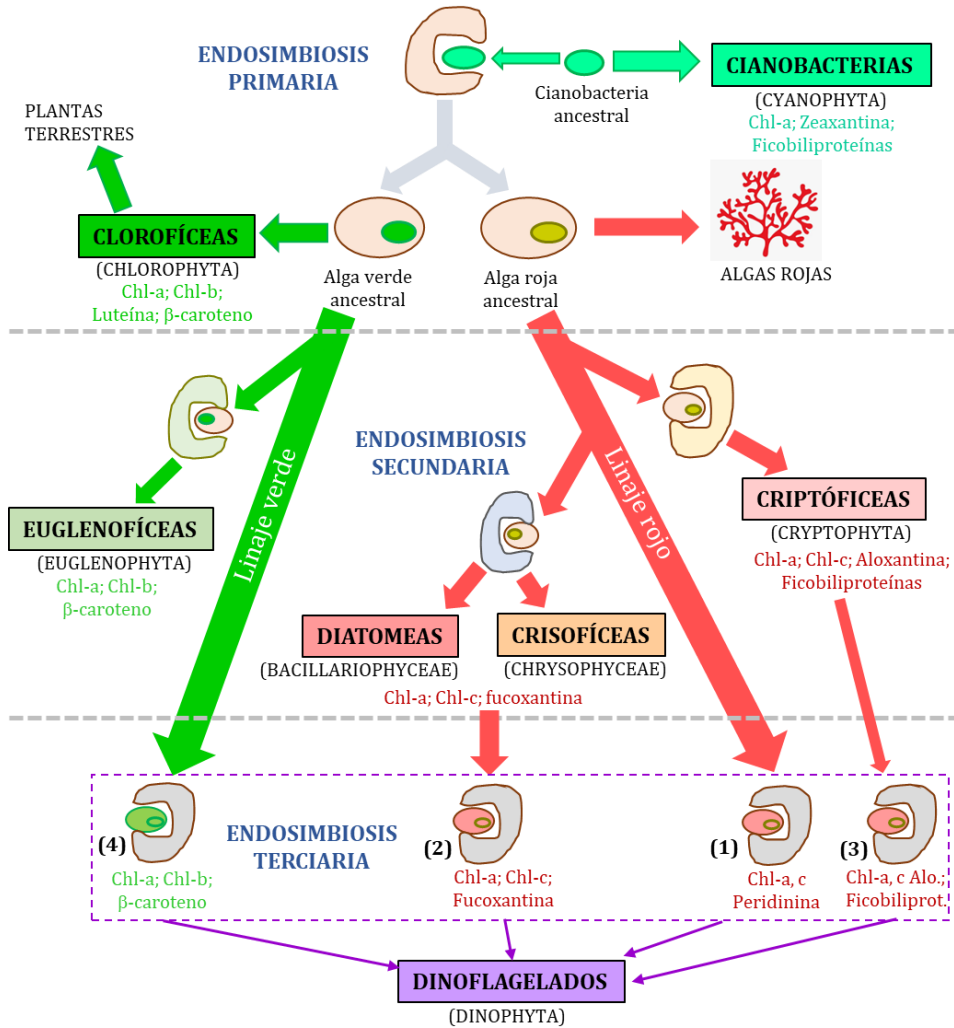 ENDOSIMBIOSIS
PRIMARIA
Cianobacteria
ancestral
CIANOBACTERIAS
(CYANOPHYTA)
Chl-a; Zeaxantina;
Ficobiliproteínas
PLANTAS
TERRESTRES
CLOROFÍCEAS
(CHLOROPHYTA)
Chl-a; Chl-b;
Luteína; β-caroteno
Alga verde
ancestral
Alga roja
ancestral
ALGAS ROJAS
ENDOSIMBIOSIS
SECUNDARIA
Linaje verde
Linaje rojo
EUGLENOFÍCEAS
(EUGLENOPHYTA)
Chl-a; Chl-b;
β-caroteno
CRIPTÓFICEAS
(CRYPTOPHYTA)
Chl-a; Chl-c; Aloxantina;
Ficobiliproteínas
DIATOMEAS
(BACILLARIOPHYCEAE)
CRISOFÍCEAS
(CHRYSOPHYCEAE)
Chl-a; Chl-c; fucoxantina
ENDOSIMBIOSIS
TERCIARIA
(4)
Chl-a; Chl-b;
β-caroteno
(2)
Chl-a; Chl-c;
Fucoxantina
(1)
Chl-a, c
Peridinina
(3)
Chl-a, c Alo.;
Ficobiliprot.
DINOFLAGELADOS
(DINOPHYTA)